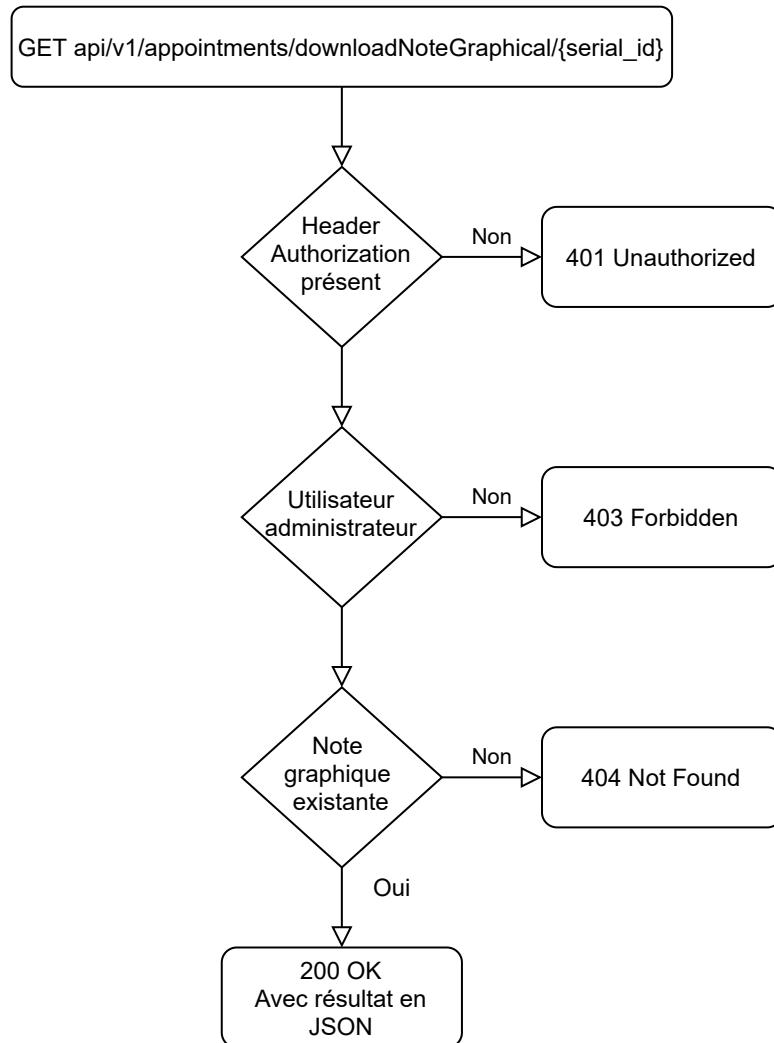 GET api/v1/appointments/downloadNoteGraphical/{serial_id}
Header
Authorization
présent
Non
401 Unauthorized
Utilisateur
administrateur
Non
403 Forbidden
Note
graphique
existante
Non
404 Not Found
Oui
200 OK
Avec résultat en
JSON